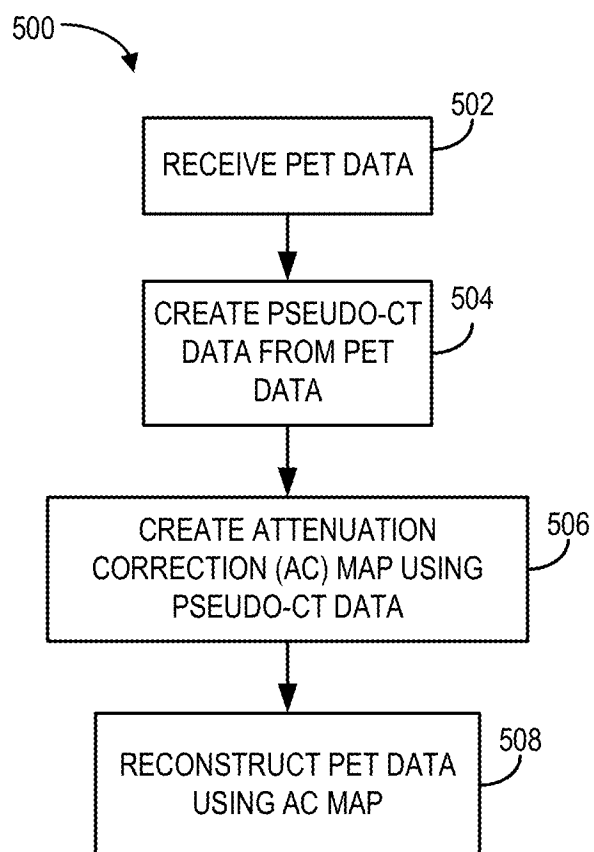 500
502
RECEIVE PET DATA
CREATE PSEUDO-CT
DATA FROM PET
DATA
504
CREATE ATTENUATION
CORRECTION (AC) MAP USING
PSEUDO-CT DATA
506
RECONSTRUCT PET DATA
USING AC MAP
508